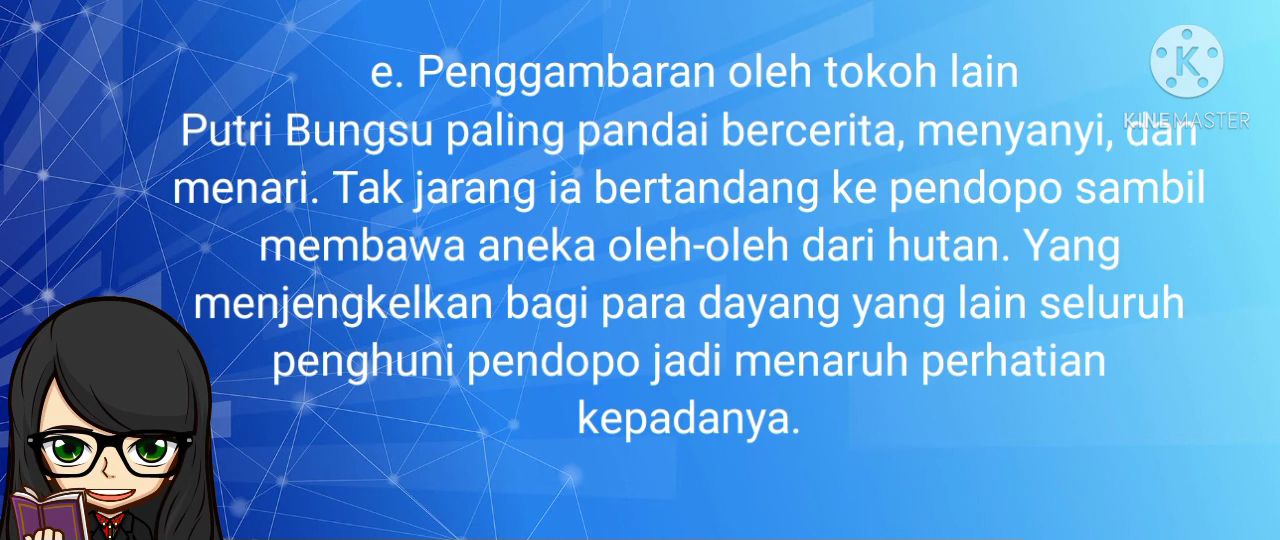 e. Penggambaran oleh tokoh lain
Putri Bungsu paling pandai bercerita, menyanyi, dan
menari. Tak jarang ia bertandang ke pendopo sambil
membawa aneka oleh-oleh dari hutan. Yang
menjengkelkan bagi para dayang yang lain seluruh
penghuni pendopo jadi menaruh perhatian
kepadanya.
K
KINEMASTER